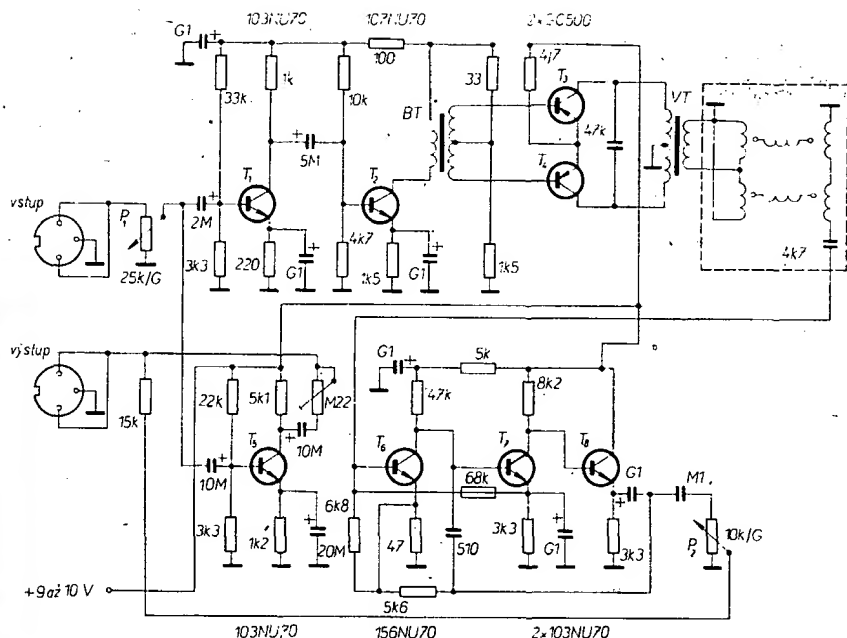 103NU70 107NU70 2×GC500
G1 + 100 4j7 T3
1k 33 VT
33k 10k BT
+ 5M 47k
T1 T2 T4
vstup
P1 + 2M
25k/G 3k3 220 + G1 4k7 1k5 + G1 1k5 4k7
výstup
G1 + 5k
22k 5k1 M22 47k 8k2
15k + 10M
T5 T6 T7 T8
10M + 68k G1 M1
6k8 +
3k3 1k2 + 20M 47 510 3k3 + G1 3k3 P2 10k/G
+9 až 10 V
5k6
103NU70 156NU70 2×103NU70